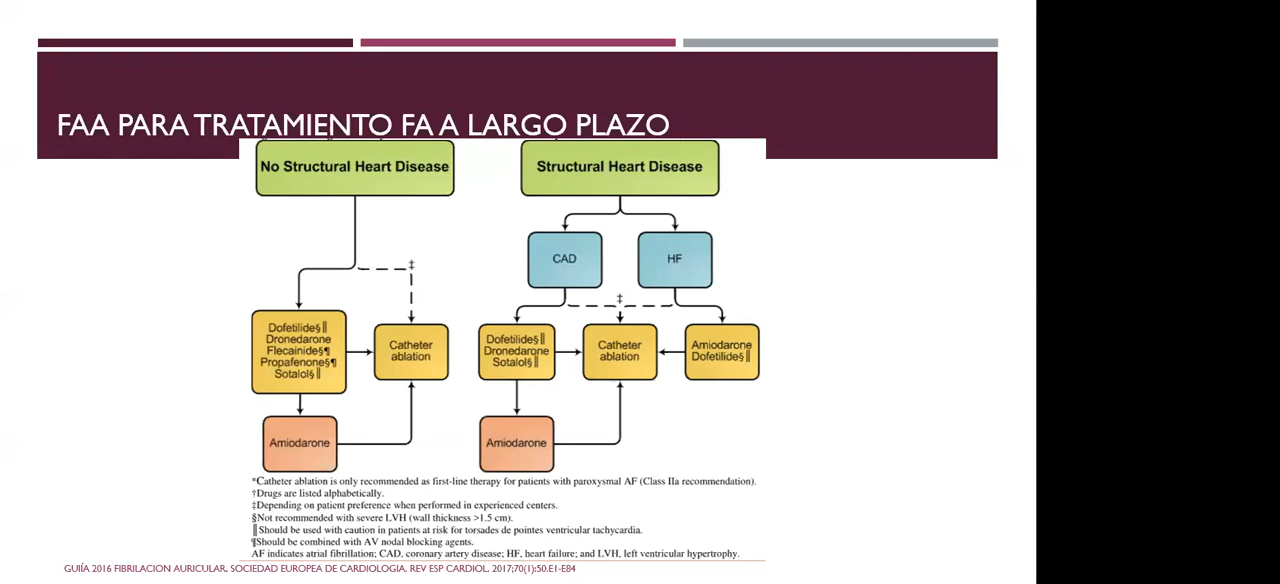 FAA PARA TRATAMIENTO FA A LARGO PLAZO
No Structural Heart Disease
Structural Heart Disease
CAD
HF
‡
‡
Dofetilide§‖
Dronedarone
Flecainide§¶
Propafenone§¶
Sotalol§‖
Catheter
ablation
Dofetilide§‖
Dronedarone
Sotalol§‖
Catheter
ablation
Amiodarone
Dofetilide§‖
Amiodarone
Amiodarone
*Catheter ablation is only recommended as first-line therapy for patients with paroxysmal AF (Class IIa recommendation).
†Drugs are listed alphabetically.
‡Depending on patient preference when performed in experienced centers.
§Not recommended with severe LVH (wall thickness >1.5 cm).
‖Should be used with caution in patients at risk for torsades de pointes ventricular tachycardia.
¶Should be combined with AV nodal blocking agents.
AF indicates atrial fibrillation; CAD, coronary artery disease; HF, heart failure; and LVH, left ventricular hypertrophy.
GUIÍA 2016 FIBRILACION AURICULAR. SOCIEDAD EUROPEA DE CARDIOLOGIA. REV ESP CARDIOL. 2017;70(1):50.E1-E84